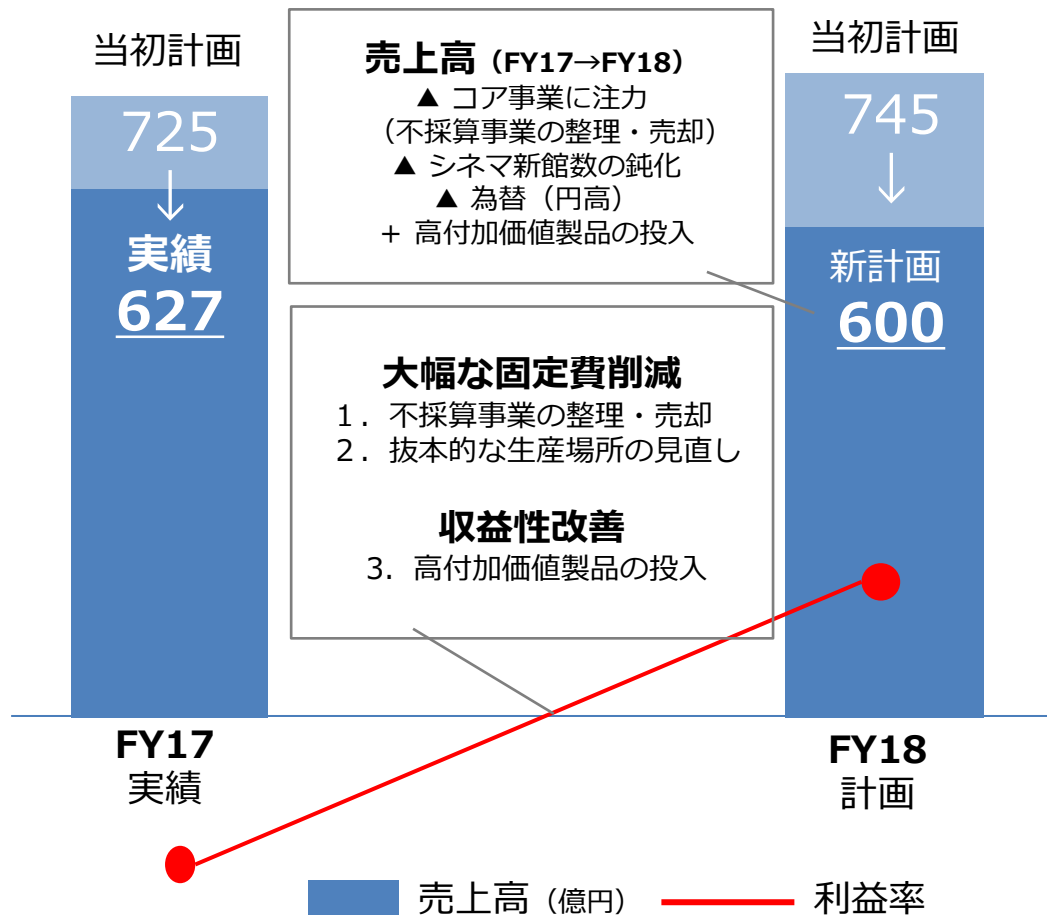 当初計画
725
↓
実績
627
FY17
実績
売上高（FY17→FY18）
▲ コア事業に注力
（不採算事業の整理・売却）
▲ シネマ新館数の鈍化
▲ 為替（円高）
+ 高付加価値製品の投入
大幅な固定費削減
1．不採算事業の整理・売却
2．抜本的な生産場所の見直し
収益性改善
3．高付加価値製品の投入
当初計画
745
↓
新計画
600
FY18
計画
売上高（億円）
利益率